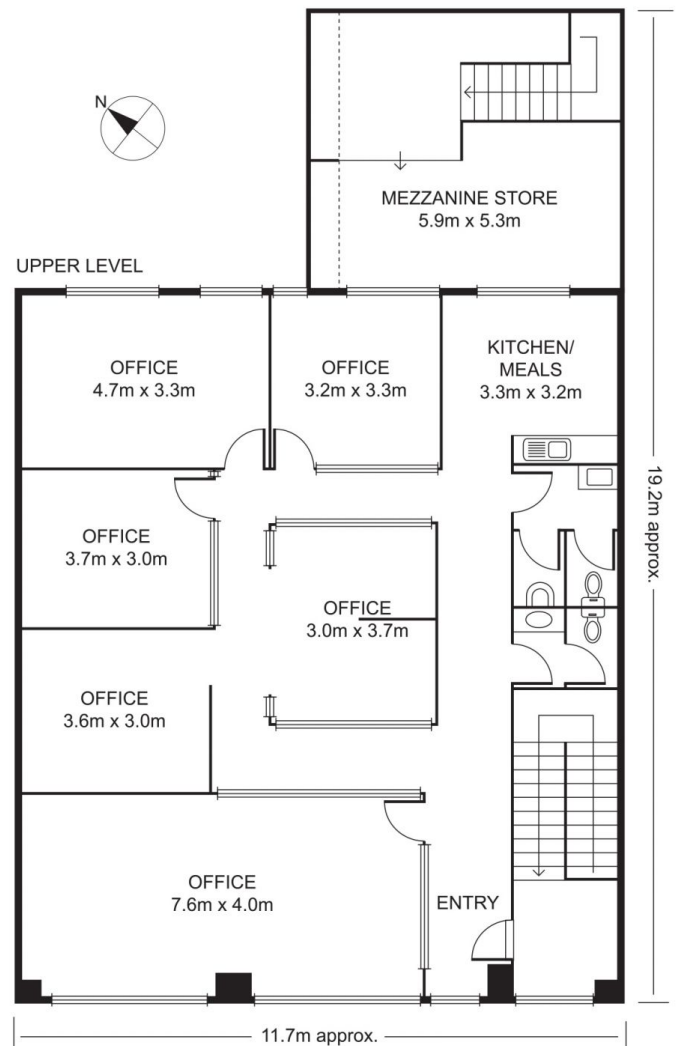 N
MEZZANINE STORE
5.9m x 5.3m
UPPER LEVEL
OFFICE
4.7m x 3.3m
OFFICE
3.2m x 3.3m
KITCHEN/
MEALS
3.3m x 3.2m
19.2m approx.
OFFICE
3.7m x 3.0m
OFFICE
3.0m x 3.7m
OFFICE
3.6m x 3.0m
OFFICE
7.6m x 4.0m
ENTRY
11.7m approx.